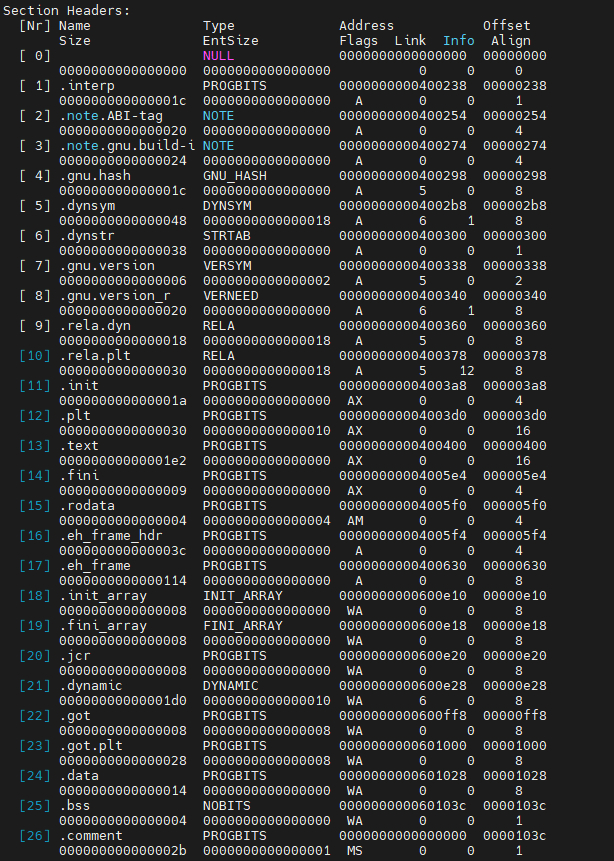 Section Headers:
  [Nr] Name              Type             Address           Offset
       Size              EntSize          Flags  Link  Info  Align
  [ 0]                   NULL             0000000000000000  00000000
       0000000000000000  0000000000000000           0     0     0
  [ 1] .interp           PROGBITS         0000000000400238  00000238
       000000000000001c  0000000000000000   A       0     0     1
  [ 2] .note.ABI-tag     NOTE             0000000000400254  00000254
       0000000000000020  0000000000000000   A       0     0     4
  [ 3] .note.gnu.build-i NOTE             0000000000400274  00000274
       0000000000000024  0000000000000000   A       0     0     4
  [ 4] .gnu.hash         GNU_HASH         0000000000400298  00000298
       000000000000001c  0000000000000000   A       5     0     8
  [ 5] .dynsym           DYNSYM           00000000004002b8  000002b8
       0000000000000048  0000000000000018   A       6     1     8
  [ 6] .dynstr           STRTAB           0000000000400300  00000300
       0000000000000038  0000000000000000   A       0     0     1
  [ 7] .gnu.version      VERSYM           0000000000400338  00000338
       0000000000000006  0000000000000002   A       5     0     2
  [ 8] .gnu.version_r    VERNEED          0000000000400340  00000340
       0000000000000020  0000000000000000   A       6     1     8
  [ 9] .rela.dyn         RELA             0000000000400360  00000360
       0000000000000018  0000000000000018   A       5     0     8
  [10] .rela.plt         RELA             0000000000400378  00000378
       0000000000000030  0000000000000018   A       5    12     8
  [11] .init             PROGBITS         00000000004003a8  000003a8
       000000000000001a  0000000000000000  AX       0     0     4
  [12] .plt              PROGBITS         00000000004003d0  000003d0
       0000000000000030  0000000000000010  AX       0     0     16
  [13] .text             PROGBITS         0000000000400400  00000400
       00000000000001e2  0000000000000000  AX       0     0     16
  [14] .fini             PROGBITS         00000000004005e4  000005e4
       0000000000000009  0000000000000000  AX       0     0     4
  [15] .rodata           PROGBITS         00000000004005f0  000005f0
       0000000000000004  0000000000000004  AM       0     0     4
  [16] .eh_frame_hdr     PROGBITS         00000000004005f4  000005f4
       000000000000003c  0000000000000000   A       0     0     4
  [17] .eh_frame         PROGBITS         0000000000400630  00000630
       0000000000000114  0000000000000000   A       0     0     8
  [18] .init_array       INIT_ARRAY       0000000000600e10  00000e10
       0000000000000008  0000000000000000  WA       0     0     8
  [19] .fini_array       FINI_ARRAY       0000000000600e18  00000e18
       0000000000000008  0000000000000000  WA       0     0     8
  [20] .jcr              PROGBITS         0000000000600e20  00000e20
       0000000000000008  0000000000000000  WA       0     0     8
  [21] .dynamic          DYNAMIC          0000000000600e28  00000e28
       00000000000001d0  0000000000000010  WA       6     0     8
  [22] .got              PROGBITS         0000000000600ff8  00000ff8
       0000000000000008  0000000000000008  WA       0     0     8
  [23] .got.plt          PROGBITS         0000000000601000  00001000
       0000000000000028  0000000000000008  WA       0     0     8
  [24] .data             PROGBITS         0000000000601028  00001028
       0000000000000014  0000000000000000  WA       0     0     8
  [25] .bss              NOBITS           000000000060103c  0000103c
       0000000000000004  0000000000000000  WA       0     0     1
  [26] .comment          PROGBITS         0000000000000000  0000103c
       000000000000002b  0000000000000001  MS       0     0     1